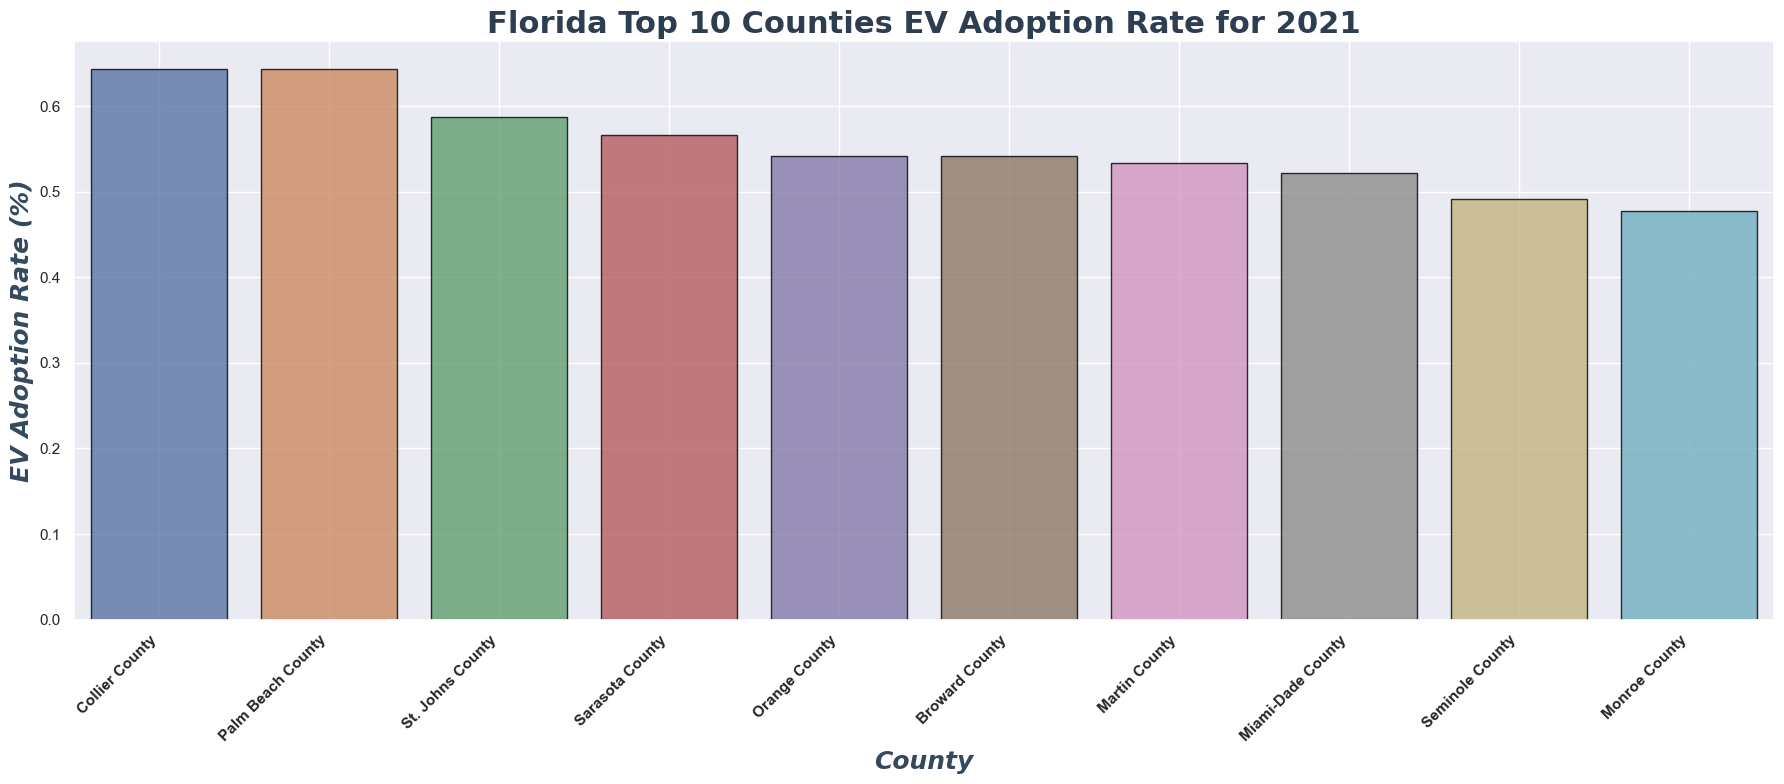 Florida Top 10 Counties EV Adoption Rate for 2021
EV Adoption Rate (%)
0.6
0.5
0.4
0.3
0.2
0.1
0.0
Collier County
Palm Beach County
St. Johns County
Sarasota County
Orange County
Broward County
Martin County
Miami-Dade County
Seminole County
Monroe County
County